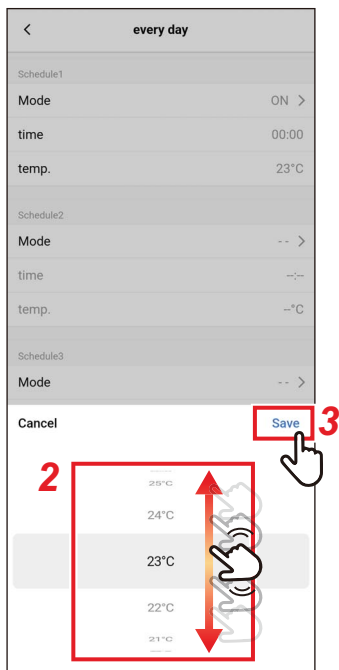 every day
Schedule1
Mode ON
time 00:00
temp. 23°C
Schedule2
Mode - -
time --:--
temp. --°C
Schedule3
Mode - -
Cancel Save 3
2
25°C
24°C
23°C
22°C
21°C